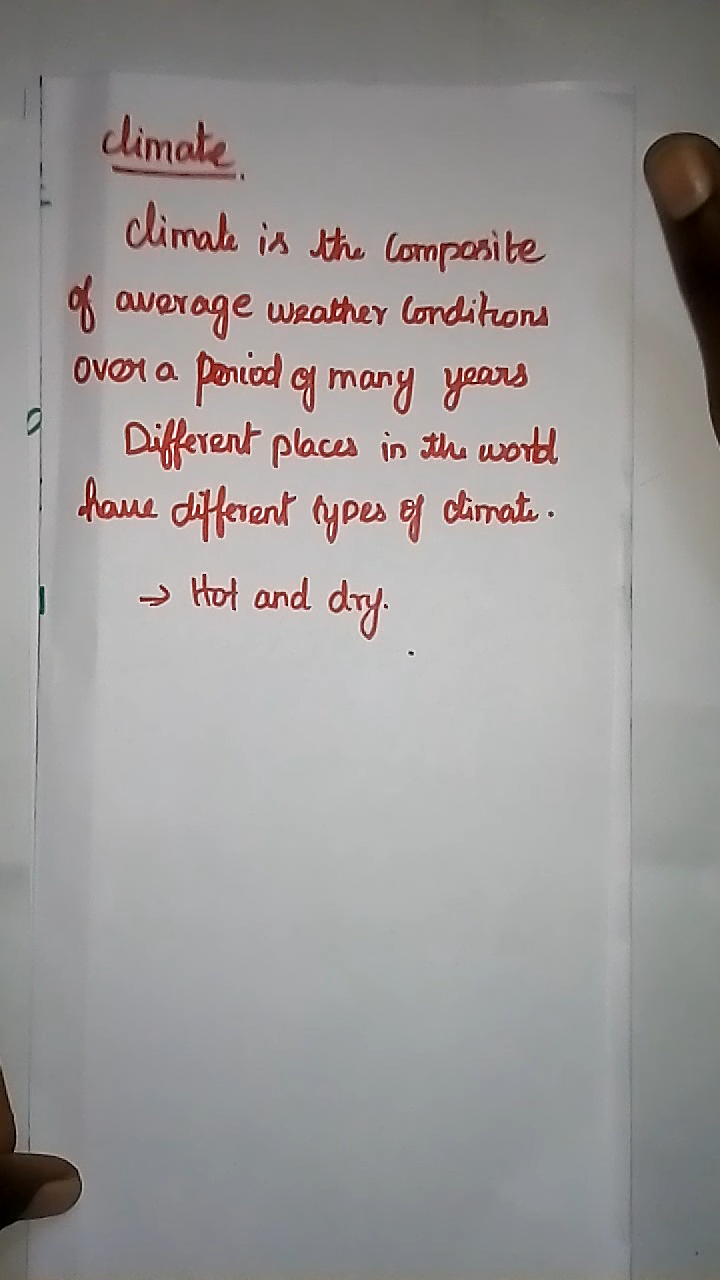 climate.
climate is the composite
of average weather conditions
over a period of many years
Different places in the world
have different types of climate.
→ Hot and dry.